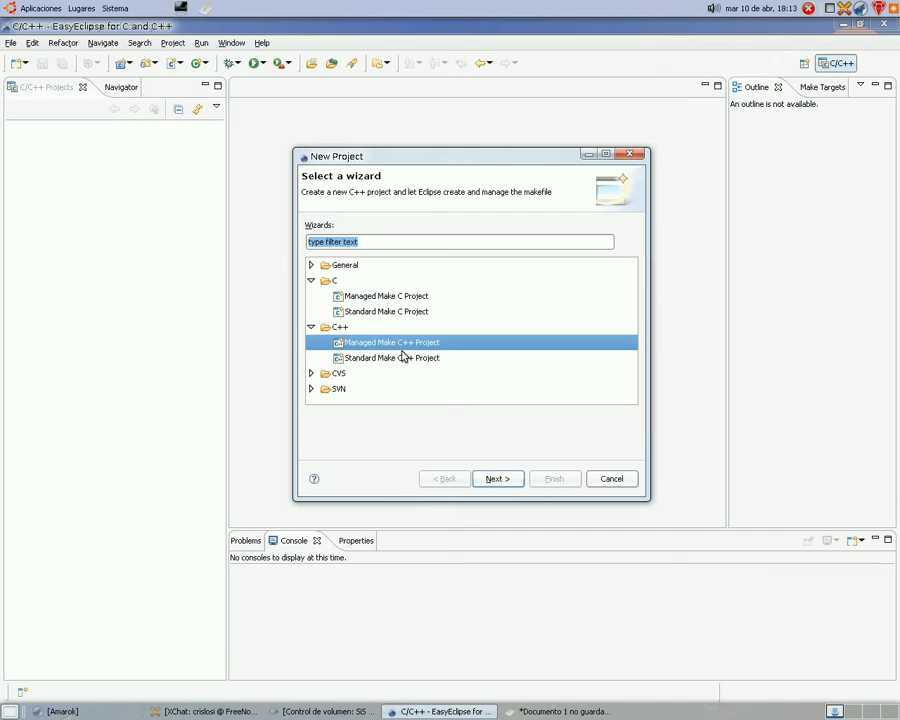 Aplicaciones Lugares Sistema mar 10 de abr, 18:13
C/C++ - EasyEclipse for C and C++
File Edit Refactor Navigate Search Project Run Window Help
C/C++
C/C++ Projects Navigator Outline Make Targets
An outline is not available.
New Project
Select a wizard
Create a new C++ project and let Eclipse create and manage the makefile
Wizards:
type filter text
General
C
Managed Make C Project
Standard Make C Project
C++
Managed Make C++ Project
Standard Make C++ Project
CVS
SVN
< Back Next > Finish Cancel
Problems Console Properties
No consoles to display at this time.
[Amarok] [XChat: crislosi @ FreeNo... [Control de volumen: SiS ... C/C++ - EasyEclipse for ... *Documento 1 no guarda...